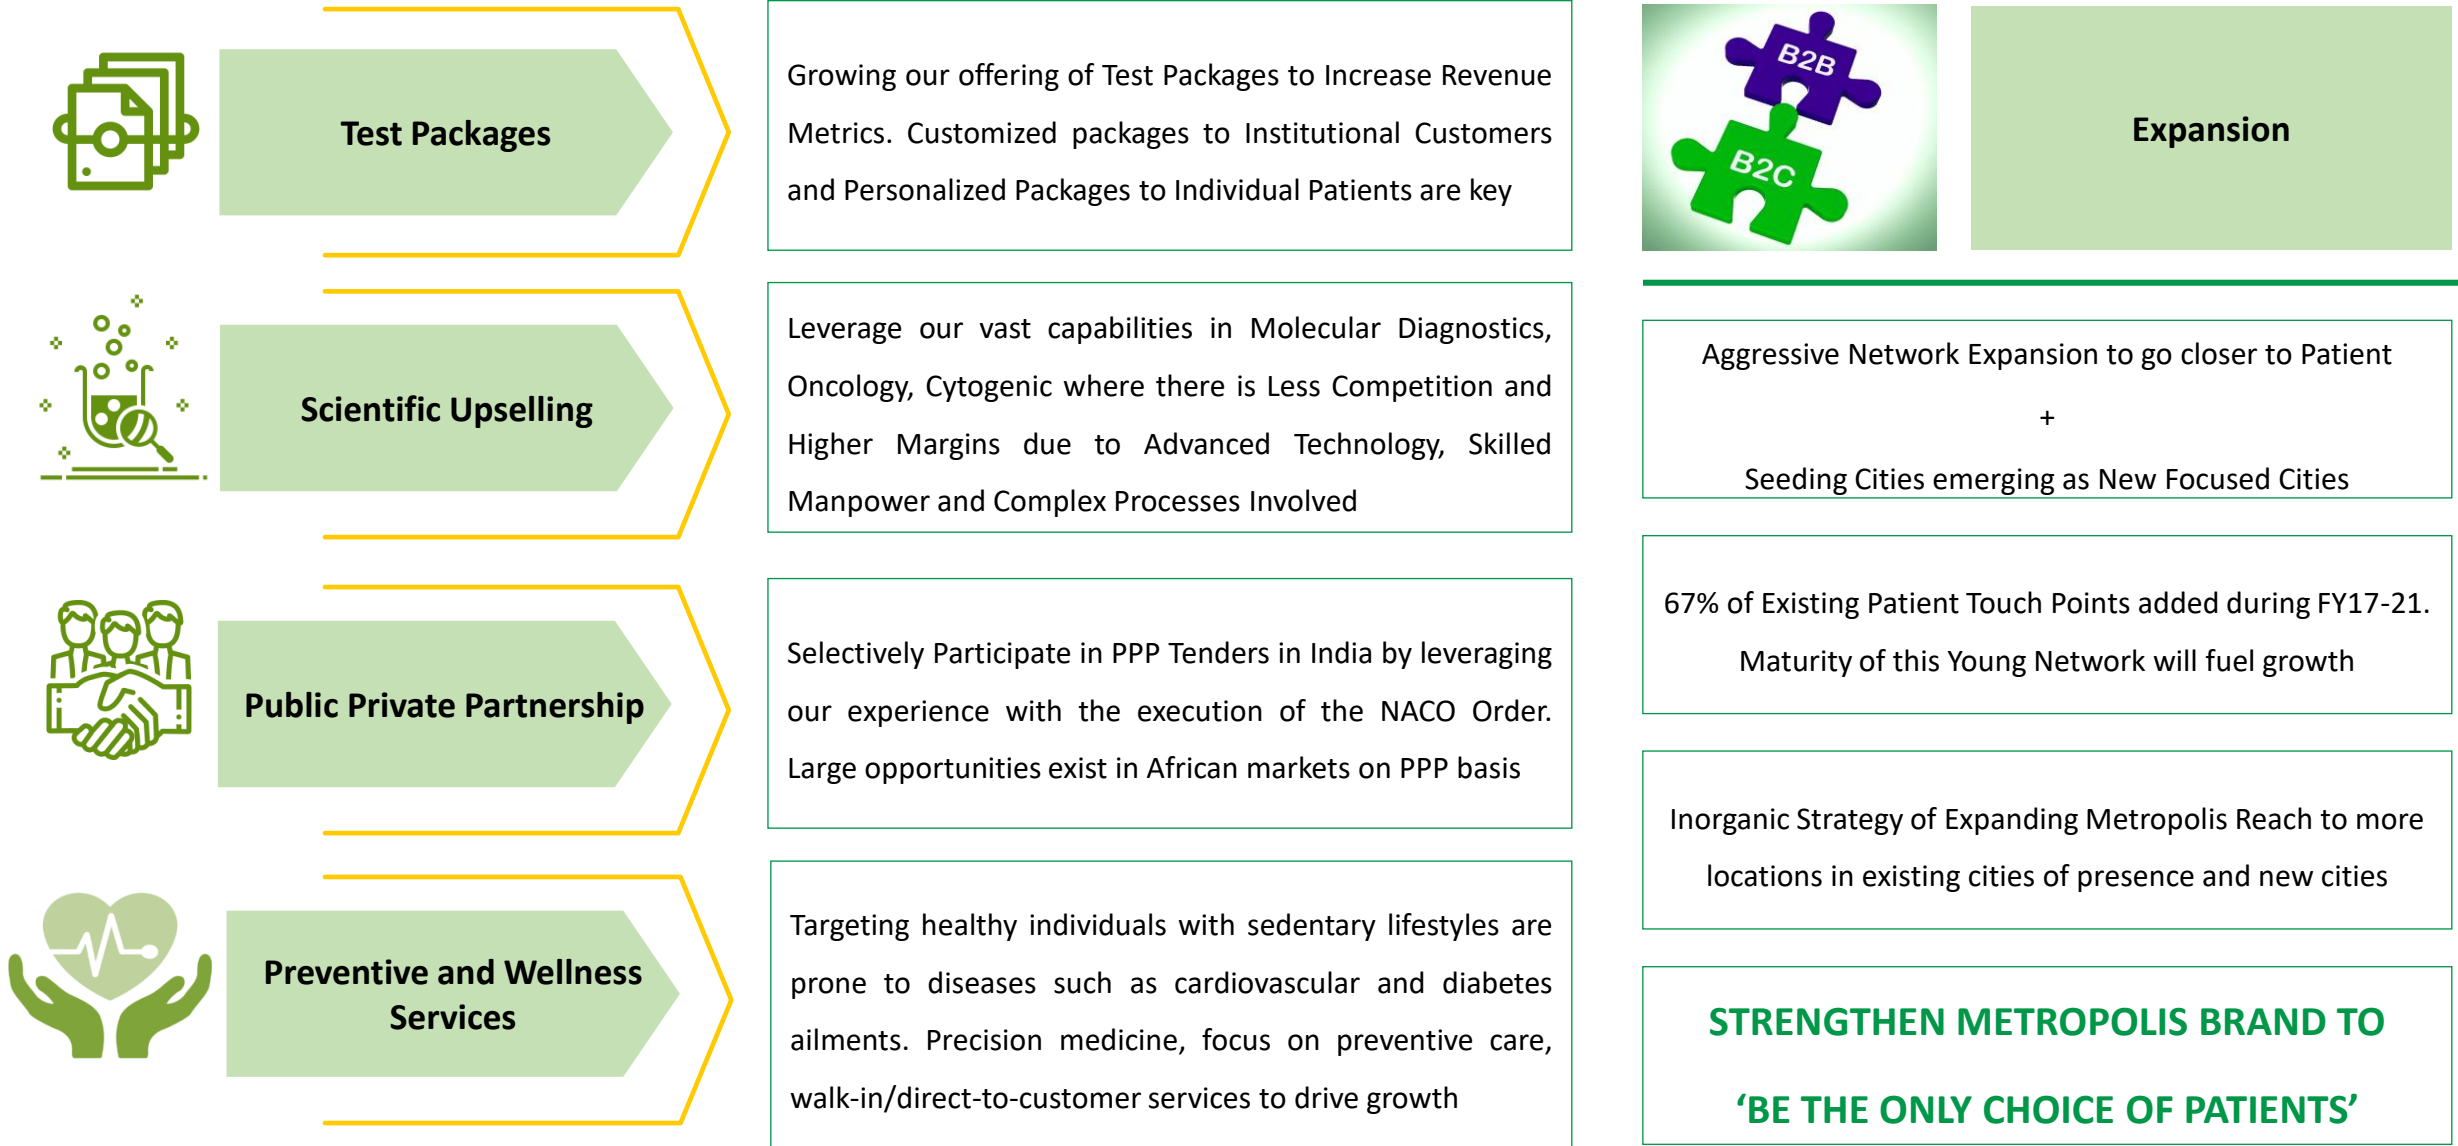 Test Packages
Growing our offering of Test Packages to Increase Revenue
Metrics. Customized packages to Institutional Customers
and Personalized Packages to Individual Patients are key
Scientific Upselling
Leverage our vast capabilities in Molecular Diagnostics,
Oncology, Cytogenic where there is Less Competition and
Higher Margins due to Advanced Technology, Skilled
Manpower and Complex Processes Involved
Public Private Partnership
Selectively Participate in PPP Tenders in India by leveraging
our experience with the execution of the NACO Order.
Large opportunities exist in African markets on PPP basis
Preventive and Wellness
Services
Targeting healthy individuals with sedentary lifestyles are
prone to diseases such as cardiovascular and diabetes
ailments. Precision medicine, focus on preventive care,
walk-in/direct-to-customer services to drive growth
B2B
B2C
Expansion
Aggressive Network Expansion to go closer to Patient
+
Seeding Cities emerging as New Focused Cities
67% of Existing Patient Touch Points added during FY17-21.
Maturity of this Young Network will fuel growth
Inorganic Strategy of Expanding Metropolis Reach to more
locations in existing cities of presence and new cities
STRENGTHEN METROPOLIS BRAND TO
‘BE THE ONLY CHOICE OF PATIENTS’